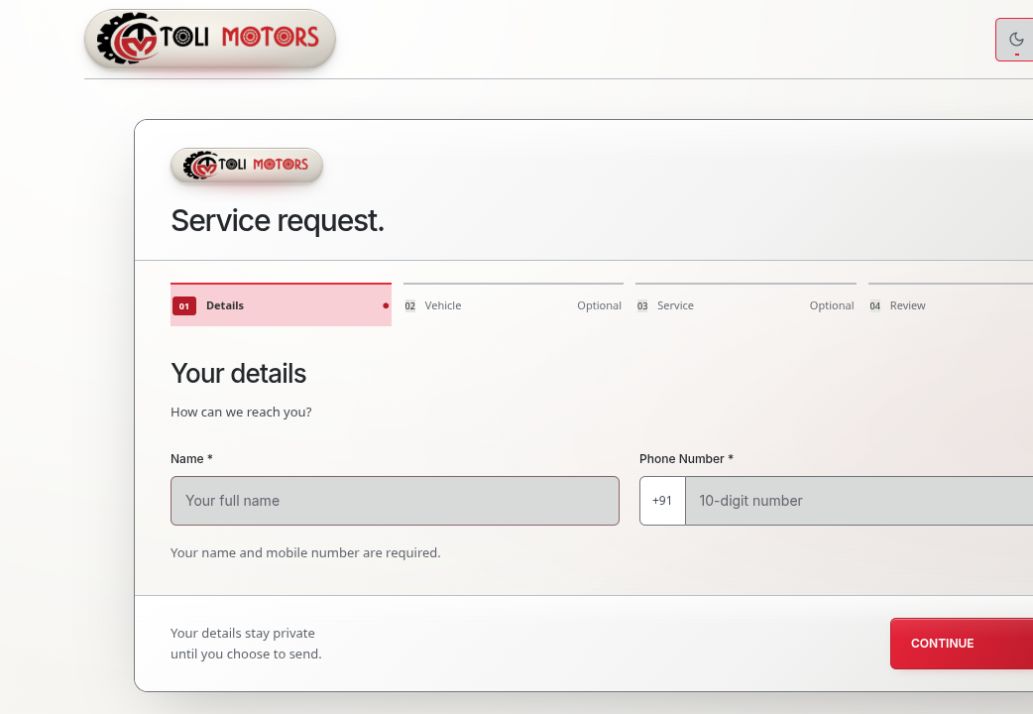 TOLI MOTORS
TOLI MOTORS
Service request.
01 Details
02 Vehicle Optional
03 Service Optional
04 Review
Your details
How can we reach you?
Name *
Your full name
Phone Number *
+91 10-digit number
Your name and mobile number are required.
Your details stay private
until you choose to send.
CONTINUE